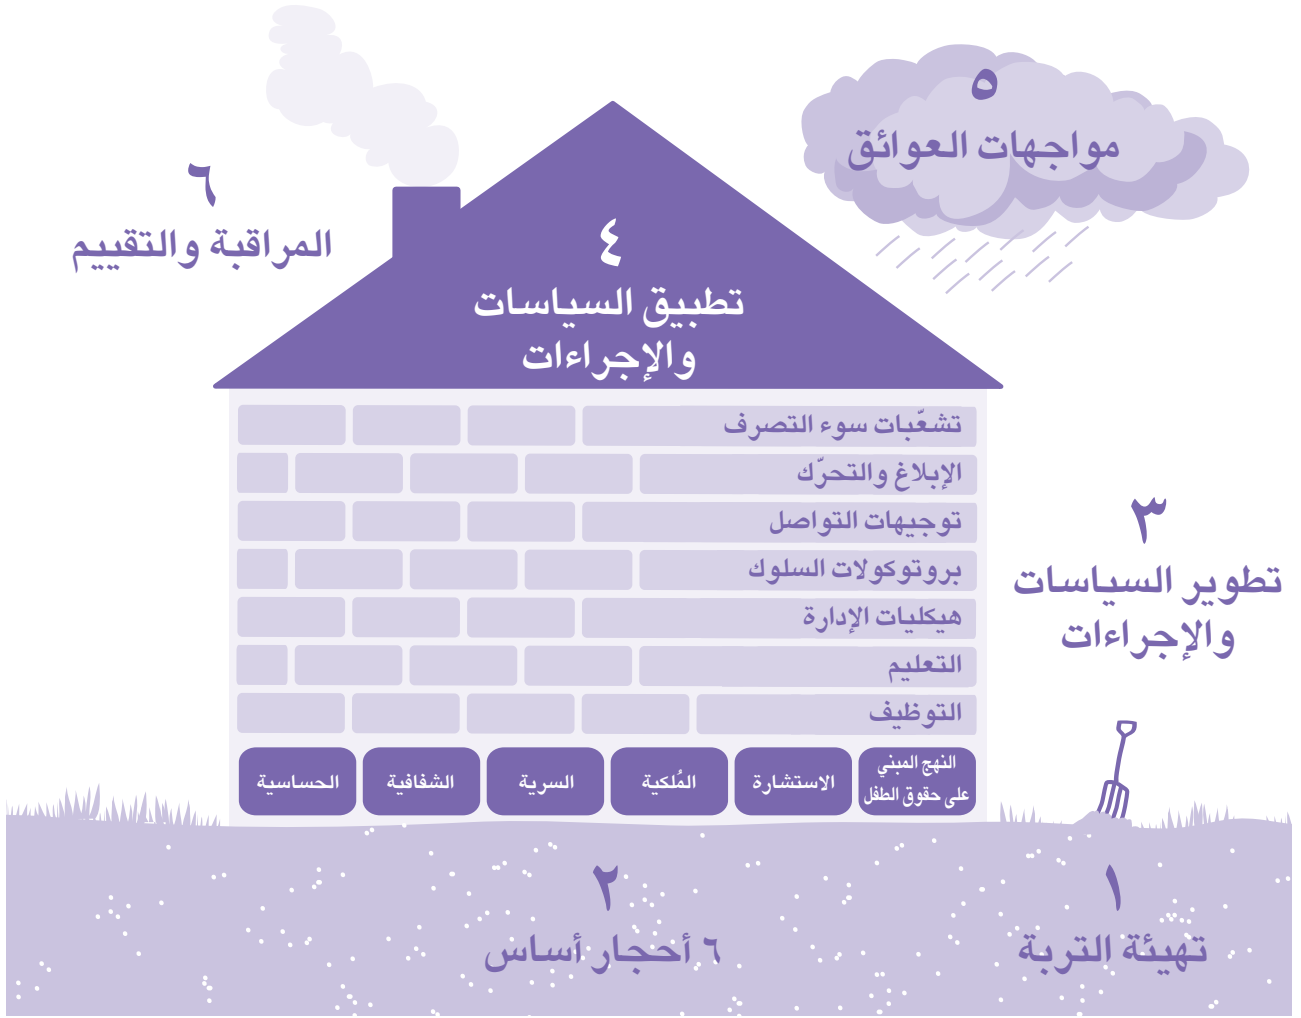 ٥
مواجهات العوائق
٦
المراقبة والتقييم
٤
تطبيق السياسات
والإجراءات
تشعّبات سوء التصرف
الإبلاغ والتحرّك
توجيهات التواصل
بروتوكولات السلوك
هيكليات الإدارة
التعليم
التوظيف
٣
تطوير السياسات
والإجراءات
النهج المبني
على حقوق الطفل
الاستشارة
المُلكية
السرية
الشفافية
الحساسية
١
تهيئة التربة
٢
٦ أحجار أساس